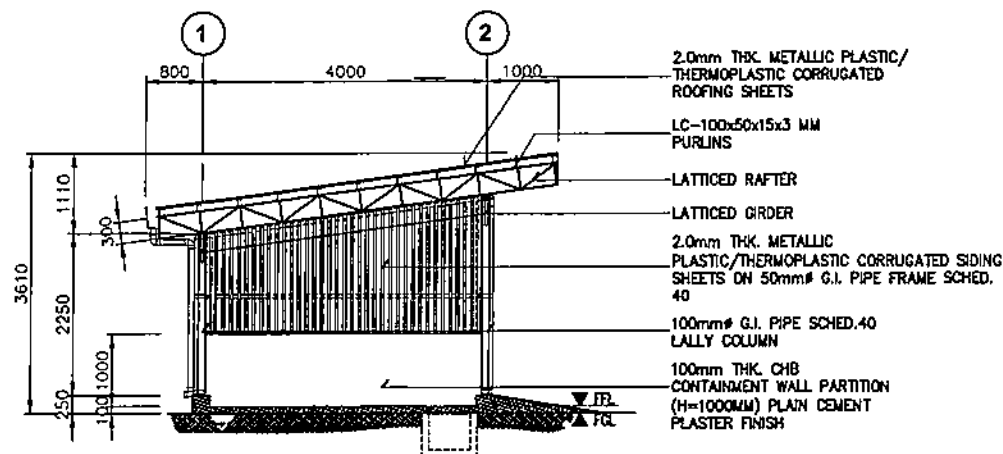 1
2
800
4000
1000
2.0mm THK. METALLIC PLASTIC/
THERMOPLASTIC CORRUGATED
ROOFING SHEETS
LC-100x50x15x3 MM
PURLINS
LATTICED RAFTER
LATTICED GIRDER
2.0mm THK. METALLIC
PLASTIC/THERMOPLASTIC CORRUGATED SIDING
SHEETS ON 50mmø G.I. PIPE FRAME SCHED.
40
100mmø G.I. PIPE SCHED.40
LALLY COLUMN
100mm THK. CHB
CONTAINMENT WALL PARTITION
(H=1000MM) PLAIN CEMENT
PLASTER FINISH
3610
1110
300
2250
1000
250
100
FFL
FGL